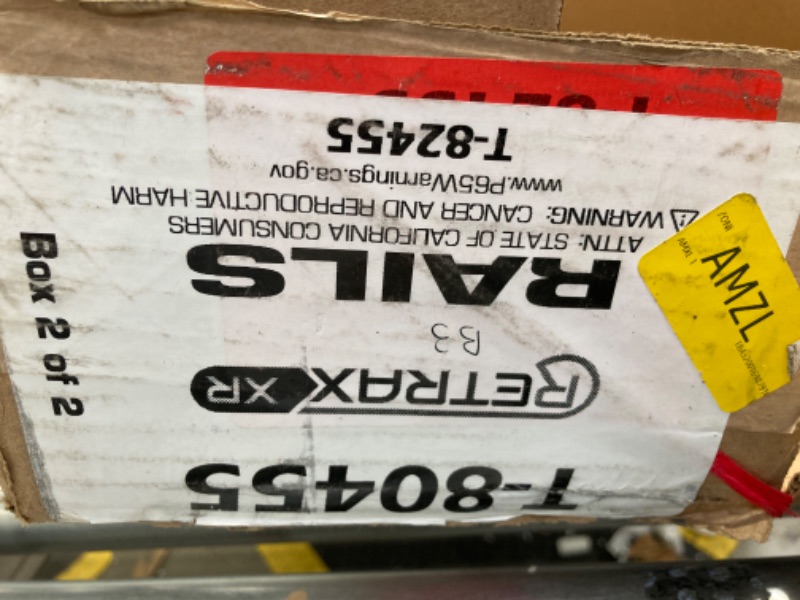 T-80455
RETRAX XR
B3
RAILS
ATTN: STATE OF CALIFORNIA CONSUMERS
⚠ WARNING: CANCER AND REPRODUCTIVE HARM
www.P65Warnings.ca.gov
T-82455
Box 2 of 2
AMZL